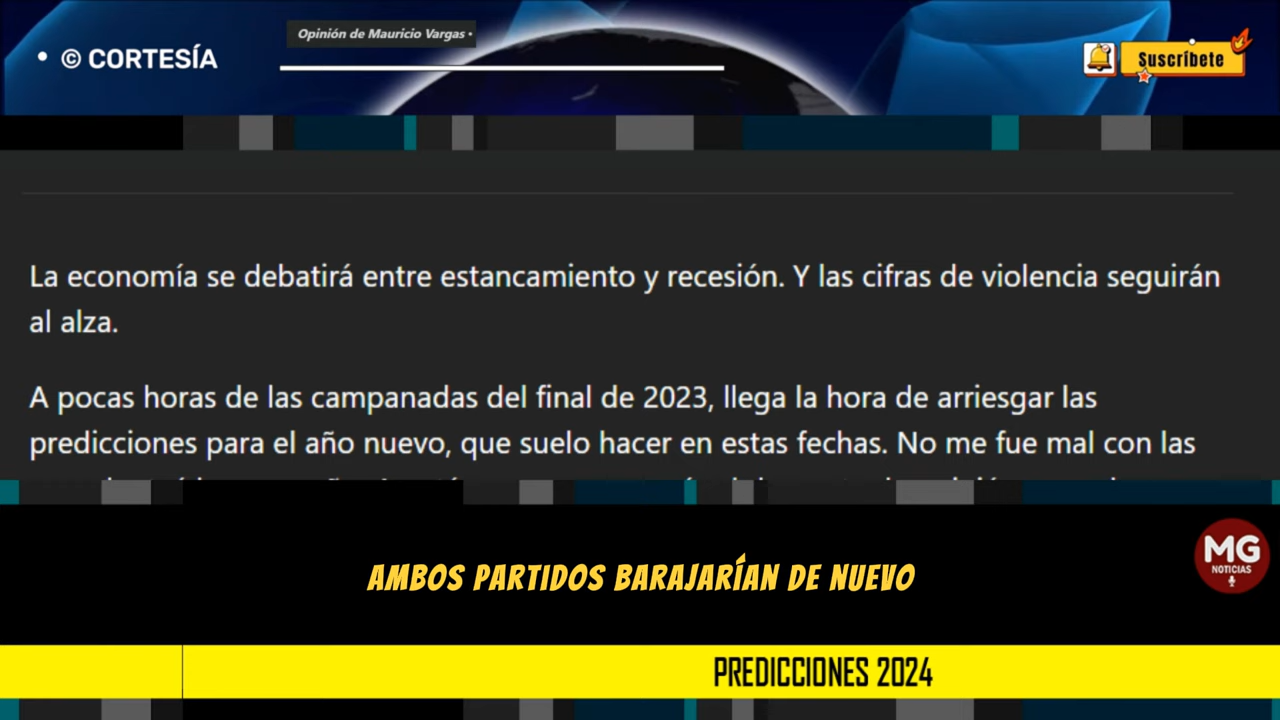 Opinión de Mauricio Vargas •
• © CORTESÍA
Suscríbete
La economía se debatirá entre estancamiento y recesión. Y las cifras de violencia seguirán
al alza.
A pocas horas de las campanadas del final de 2023, llega la hora de arriesgar las
predicciones para el año nuevo, que suelo hacer en estas fechas. No me fue mal con las
AMBOS PARTIDOS BARAJARÍAN DE NUEVO
MG
NOTICIAS
PREDICCIONES 2024